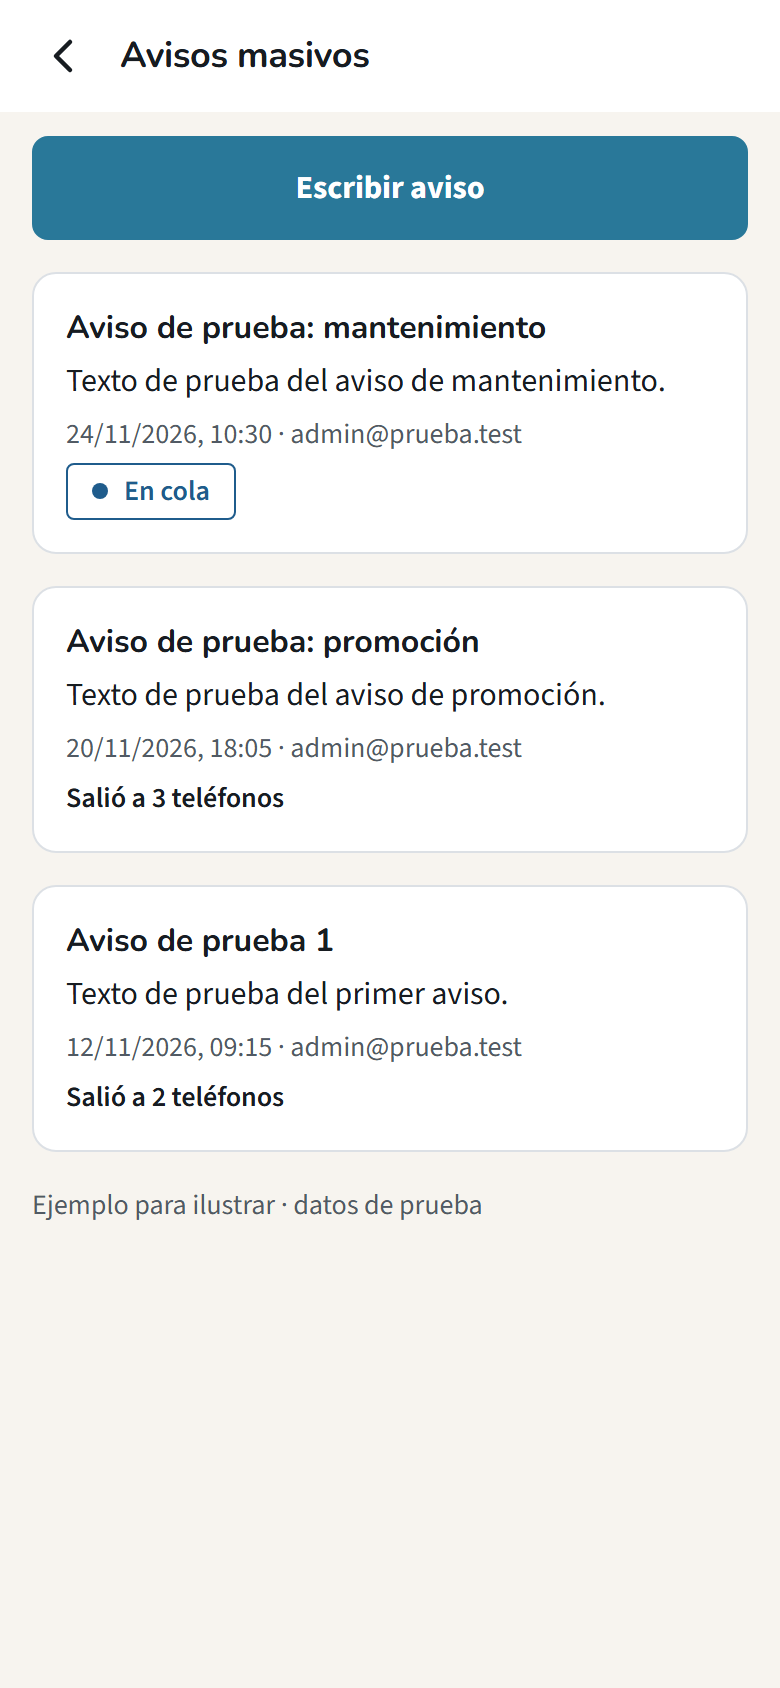 Avisos masivos
Escribir aviso
Aviso de prueba: mantenimiento
Texto de prueba del aviso de mantenimiento.
24/11/2026, 10:30 · admin@prueba.test
En cola
Aviso de prueba: promoción
Texto de prueba del aviso de promoción.
20/11/2026, 18:05 · admin@prueba.test
Salió a 3 teléfonos
Aviso de prueba 1
Texto de prueba del primer aviso.
12/11/2026, 09:15 · admin@prueba.test
Salió a 2 teléfonos
Ejemplo para ilustrar · datos de prueba